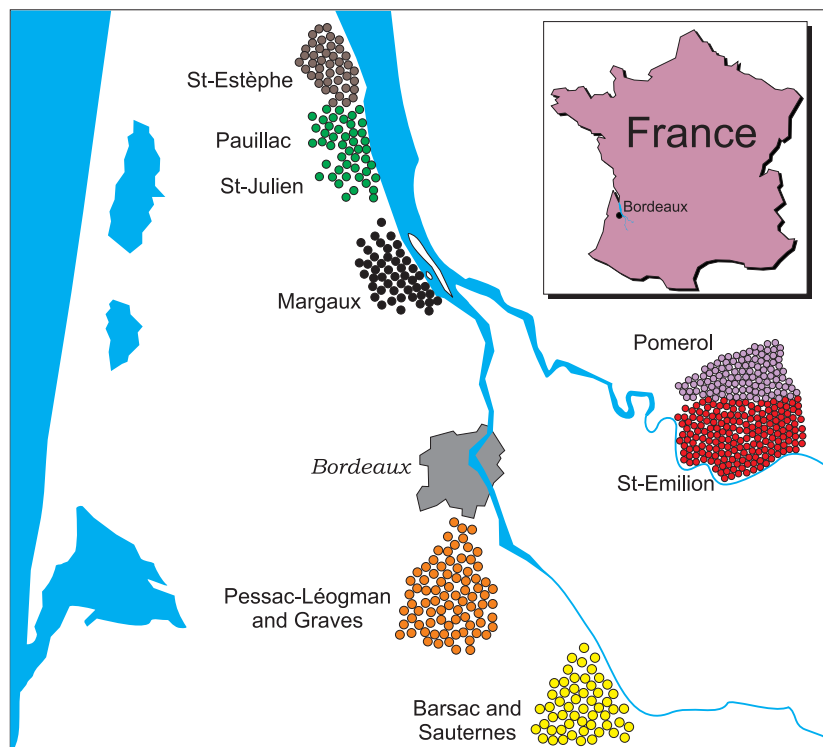 St-Estèphe
Pauillac
St-Julien
Margaux
France
Bordeaux
Pomerol
St-Emilion
Bordeaux
Pessac-Léogman
and Graves
Barsac and
Sauternes